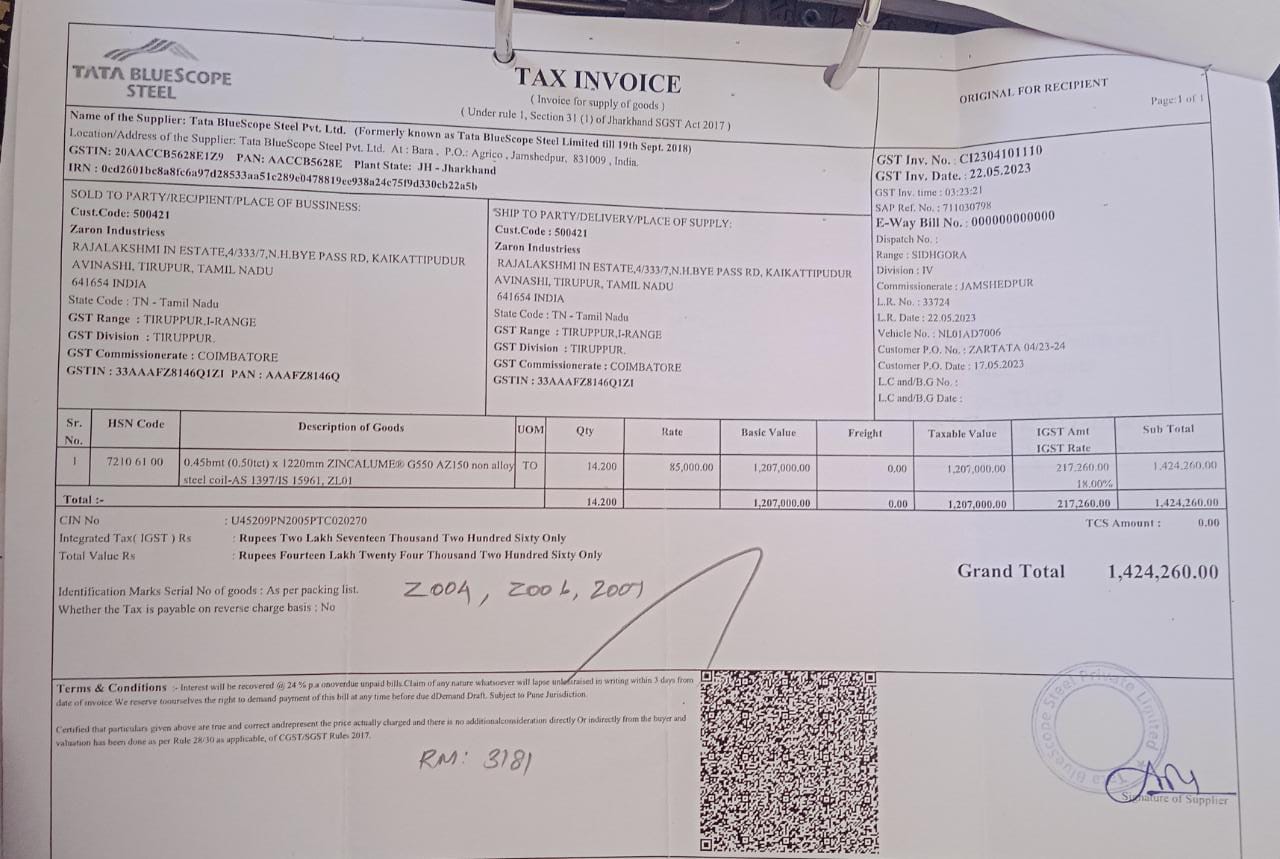 TATA BLUESCOPE
STEEL
TAX INVOICE
( Invoice for supply of goods )
( Under rule 1, Section 31 (1) of Jharkhand SGST Act 2017 )
ORIGINAL FOR RECIPIENT
Page:1 of 1
Name of the Supplier: Tata BlueScope Steel Pvt. Ltd. (Formerly known as Tata BlueScope Steel Limited till 19th Sept. 2018)
Location/Address of the Supplier: Tata BlueScope Steel Pvt. Ltd. At : Bara , P.O.: Agrico , Jamshedpur, 831009 , India.
GSTIN: 20AACCB5628E1Z9 PAN: AACCB5628E Plant State: JH - Jharkhand
IRN : 0ed2601bc8a8fc6a97d28533aa51c289c0478819ec938a24c75f9d330cb22a5b
GST Inv. No. : CI2304101110
GST Inv. Date. : 22.05.2023
GST Inv. time : 03:23:21
SAP Ref. No. : 711030798
E-Way Bill No. : 000000000000
Dispatch No. :
Range : SIDHGORA
Division : IV
Commissionerate : JAMSHEDPUR
L.R. No. : 33724
L.R. Date : 22.05.2023
Vehicle No. : NL01AD7006
Customer P.O. No. : ZARTATA 04/23-24
Customer P.O. Date : 17.05.2023
L.C and/B.G No. :
L.C and/B.G Date :
SOLD TO PARTY/RECIPIENT/PLACE OF BUSSINESS:
Cust.Code: 500421
Zaron Industriess
RAJALAKSHMI IN ESTATE,4/333/7,N.H.BYE PASS RD, KAIKATTIPUDUR
AVINASHI, TIRUPUR, TAMIL NADU
641654 INDIA
State Code : TN - Tamil Nadu
GST Range : TIRUPPUR,I-RANGE
GST Division : TIRUPPUR.
GST Commissionerate : COIMBATORE
GSTIN : 33AAAFZ8146Q1Z1 PAN : AAAFZ8146Q
SHIP TO PARTY/DELIVERY/PLACE OF SUPPLY:
Cust.Code : 500421
Zaron Industriess
RAJALAKSHMI IN ESTATE,4/333/7,N.H.BYE PASS RD, KAIKATTIPUDUR
AVINASHI, TIRUPUR, TAMIL NADU
641654 INDIA
State Code : TN - Tamil Nadu
GST Range : TIRUPPUR,I-RANGE
GST Division : TIRUPPUR.
GST Commissionerate : COIMBATORE
GSTIN : 33AAAFZ8146Q1Z1
Sr. No. HSN Code Description of Goods UOM Qty Rate Basic Value Freight Taxable Value IGST Amt IGST Rate Sub Total
1 7210 61 00 0.45bmt (0.50tct) x 1220mm ZINCALUME® G550 AZ150 non alloy TO 14.200 85,000.00 1,207,000.00 0.00 1,207,000.00 217,260.00 1,424,260.00
steel coil-AS 1397/IS 15961, ZL01 18.00%
Total :- 14.200 1,207,000.00 0.00 1,207,000.00 217,260.00 1,424,260.00
CIN No : U45209PN2005PTC020270
TCS Amount : 0.00
Integrated Tax( IGST ) Rs : Rupees Two Lakh Seventeen Thousand Two Hundred Sixty Only
Total Value Rs : Rupees Fourteen Lakh Twenty Four Thousand Two Hundred Sixty Only
Grand Total 1,424,260.00
Identification Marks Serial No of goods : As per packing list.
Z004, Z006, 2009
Whether the Tax is payable on reverse charge basis : No
Terms & Conditions :- Interest will be recovered @ 24 % p.a onoverdue unpaid bills.Claim of any nature whatsoever will lapse unlessraised in writing within 3 days from
date of invoice.We reserve toourselves the right to demand payment of this bill at any time before due dDemand Draft. Subject to Pune Jurisdiction.
Certified that particulars given above are true and correct andrepresent the price actually charged and there is no additionalconsideration directly Or indirectly from the buyer and
valuation has been done as per Rule 28/30 as applicable, of CGST/SGST Rules 2017.
RM: 3181
Tata BlueScope Steel Private Limited
Signature of Supplier